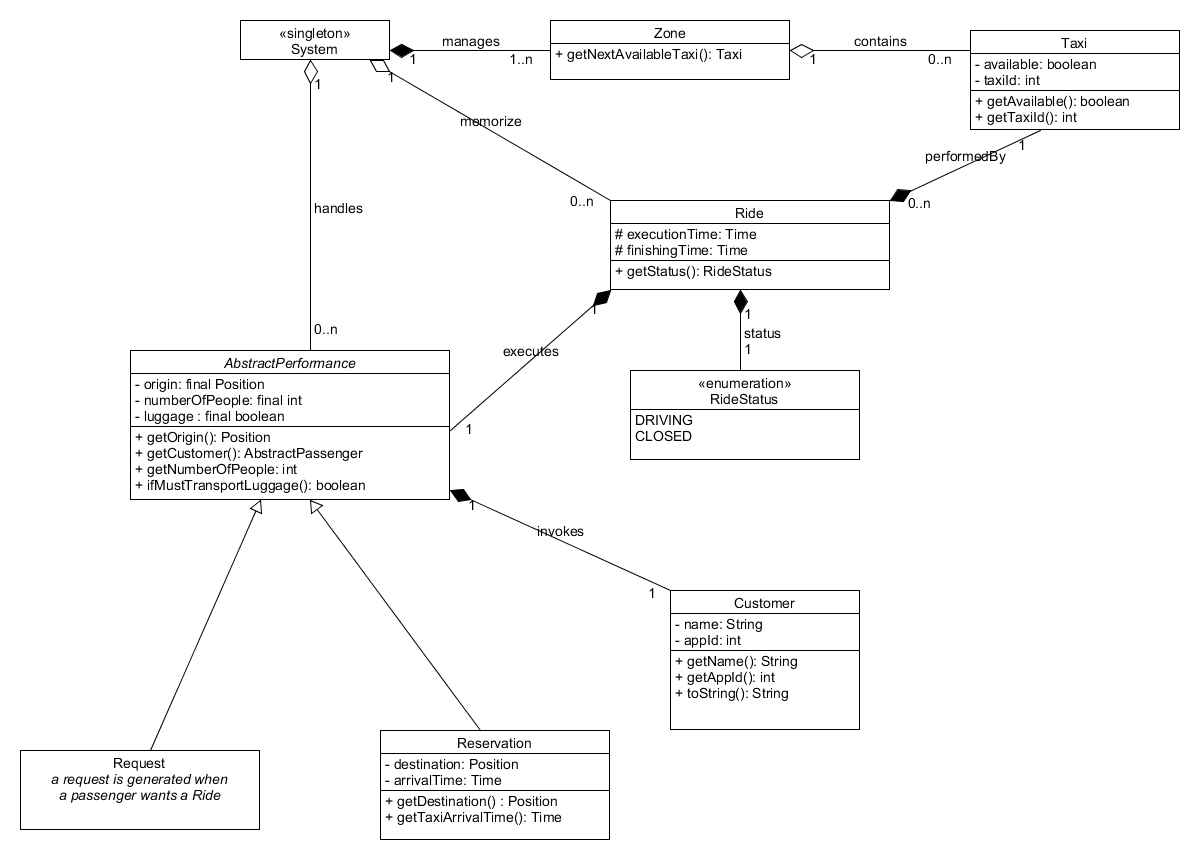 «singleton»
System
manages
1
1..n
Zone
+ getNextAvailableTaxi(): Taxi
contains
1
0..n
Taxi
- available: boolean
- taxiId: int
+ getAvailable(): boolean
+ getTaxiId(): int
1
1
memorize
0..n
handles
0..n
performedBy
1
0..n
Ride
# executionTime: Time
# finishingTime: Time
+ getStatus(): RideStatus
1
executes
1
1
status
1
«enumeration»
RideStatus
DRIVING
CLOSED
AbstractPerformance
- origin: final Position
- numberOfPeople: final int
- luggage : final boolean
+ getOrigin(): Position
+ getCustomer(): AbstractPassenger
+ getNumberOfPeople: int
+ ifMustTransportLuggage(): boolean
1
invokes
1
Customer
- name: String
- appId: int
+ getName(): String
+ getAppId(): int
+ toString(): String
Request
a request is generated when
a passenger wants a Ride
Reservation
- destination: Position
- arrivalTime: Time
+ getDestination() : Position
+ getTaxiArrivalTime(): Time